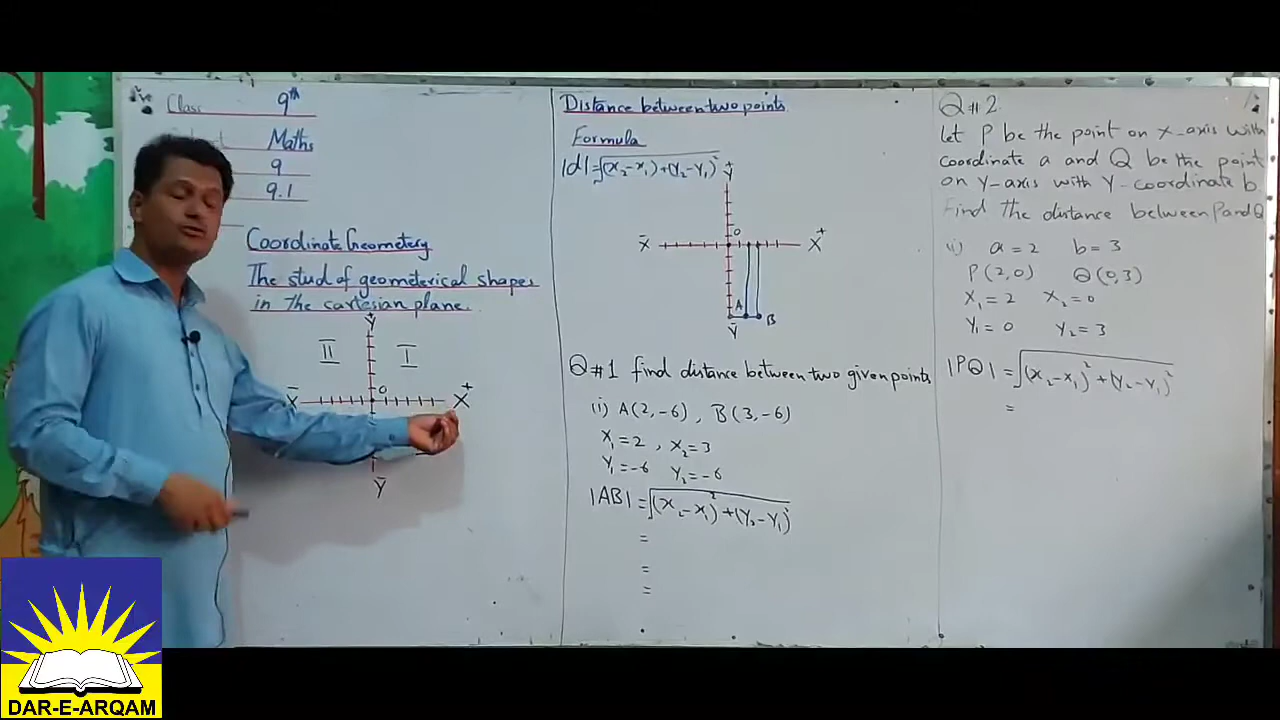 Class 9th
Maths
9
9.1
Coordinate Geometery
The stud of geometerical shapes
in the cartesian plane.
Y+
II I
X̄ O X+
Ȳ
Distance between two points
Formula
|d|=√(x₂-x₁)+(Y₂-Y₁)²
Y+
X̄ O X+
A B
Ȳ
Q#1 find distance between two given points
(i) A(2,-6), B(3,-6)
X₁=2, X₂=3
Y₁=-6 Y₂=-6
|AB|=√(x₂-x₁)²+(Y₂-Y₁)²
=
=
=
Q#2
Let P be the point on x-axis with
coordinate a and Q be the point
on Y-axis with Y-coordinate b.
Find the distance between P and Q
(i) a=2 b=3
P(2,0) Q(0,3)
X₁=2 X₂=0
Y₁=0 Y₂=3
|PQ|=√(x₂-x₁)²+(Y₂-Y₁)²
=
DAR-E-ARQAM